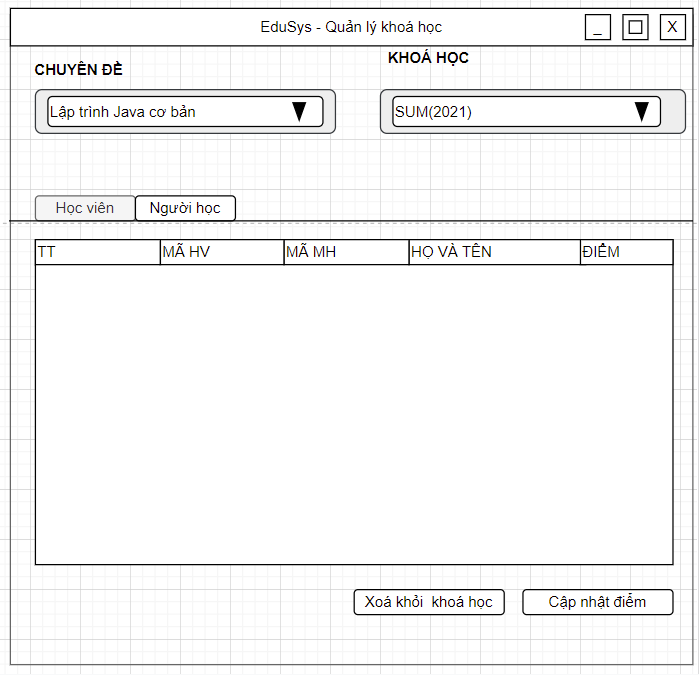 EduSys - Quản lý khoá học
_ X
CHUYÊN ĐỀ
KHOÁ HỌC
Lập trình Java cơ bản
SUM(2021)
Học viên
Người học
TT
MÃ HV
MÃ MH
HỌ VÀ TÊN
ĐIỂM
Xoá khỏi khoá học
Cập nhật điểm